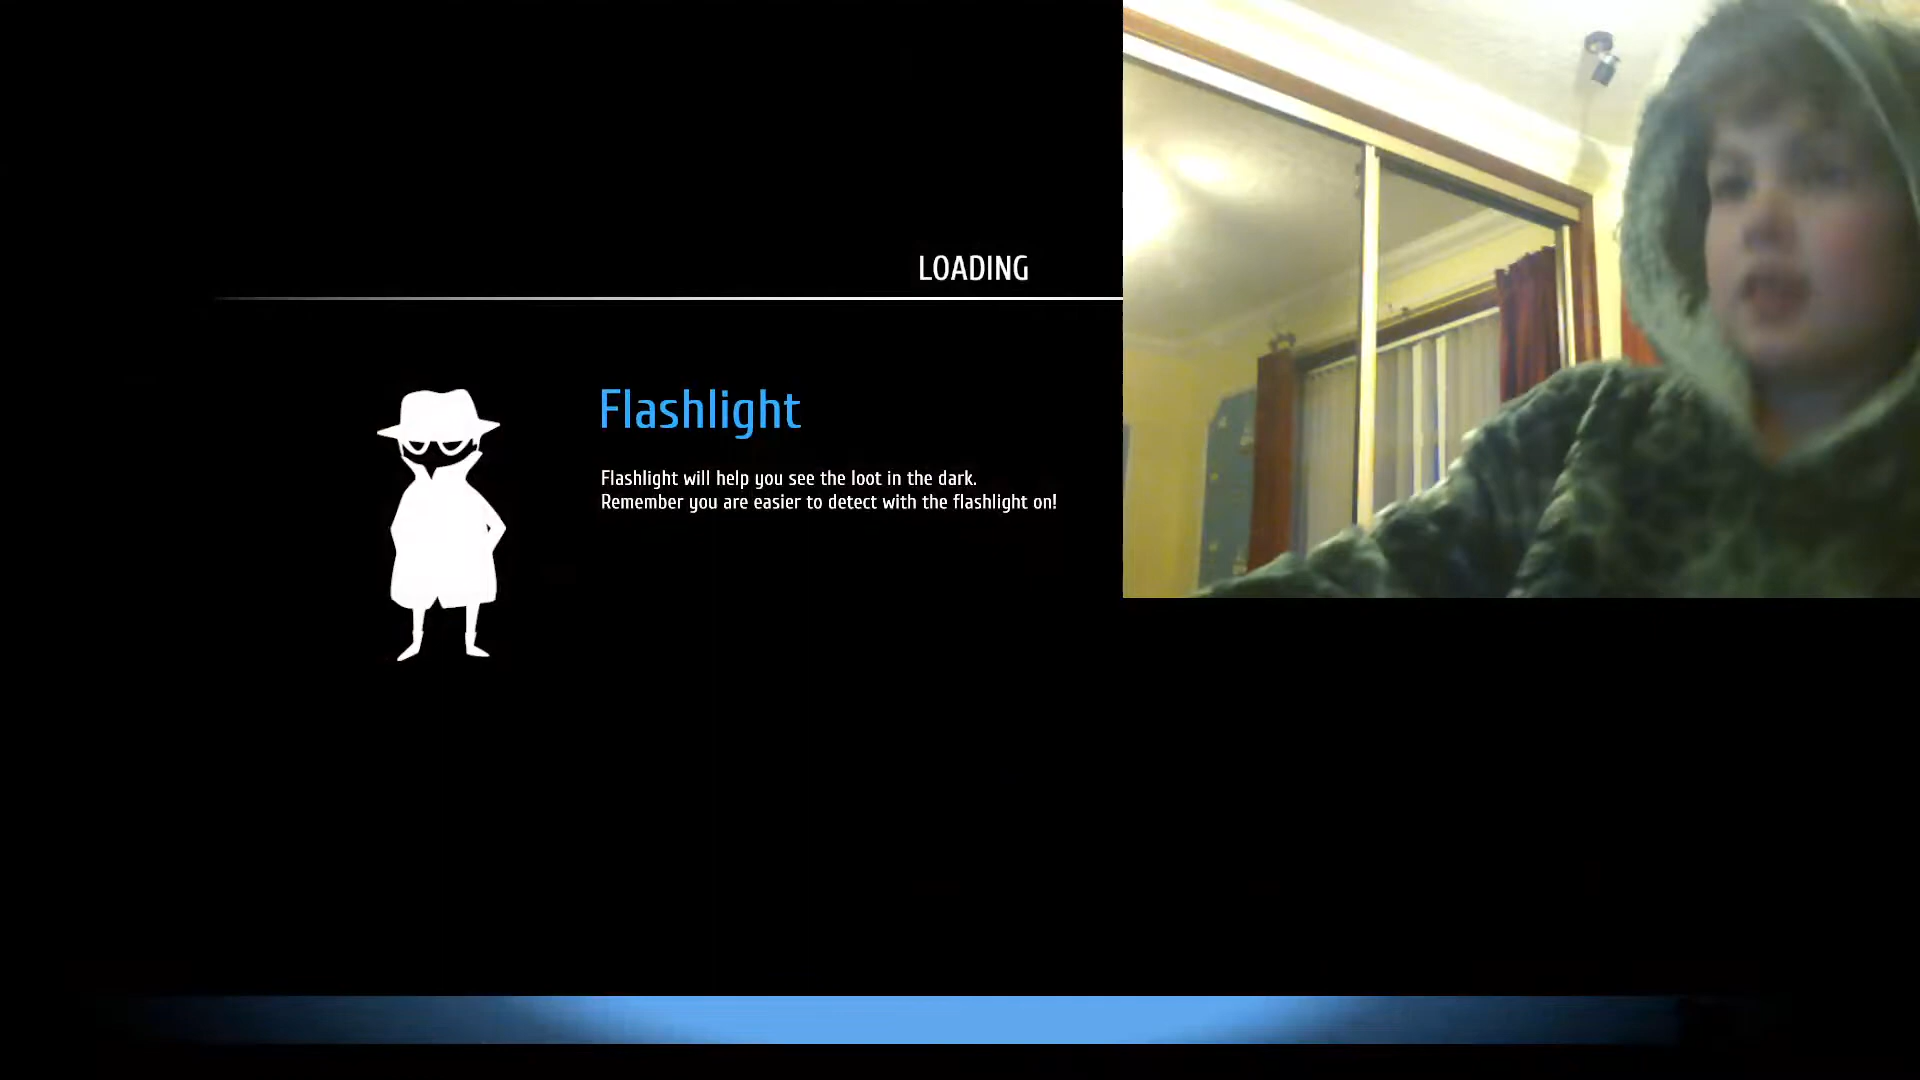 LOADING
Flashlight
Flashlight will help you see the loot in the dark.
Remember you are easier to detect with the flashlight on!